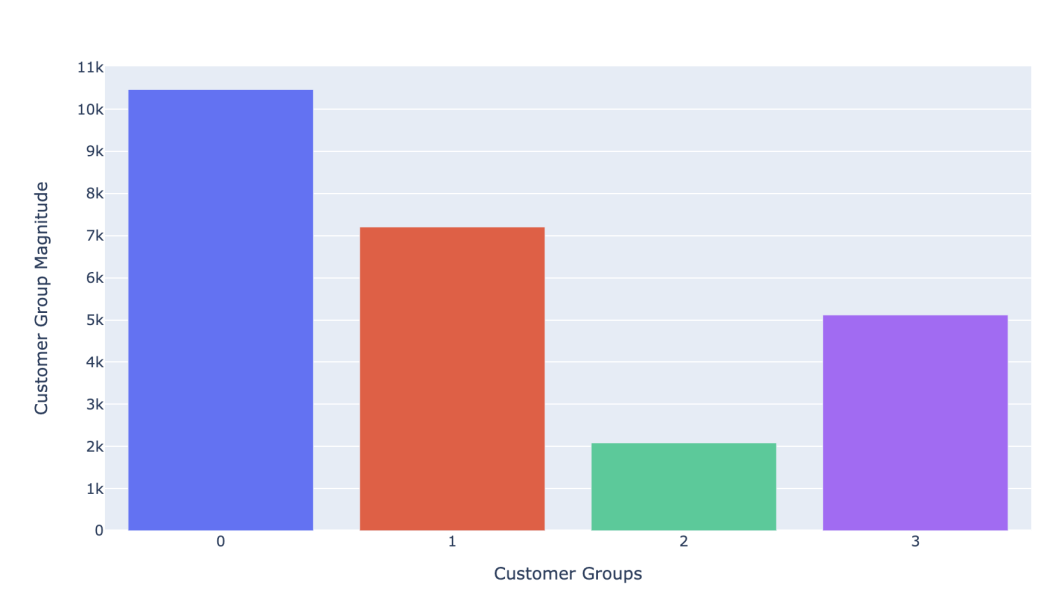 11k
10k
9k
8k
7k
6k
5k
4k
3k
2k
1k
0
Customer Group Magnitude
0 1 2 3
Customer Groups